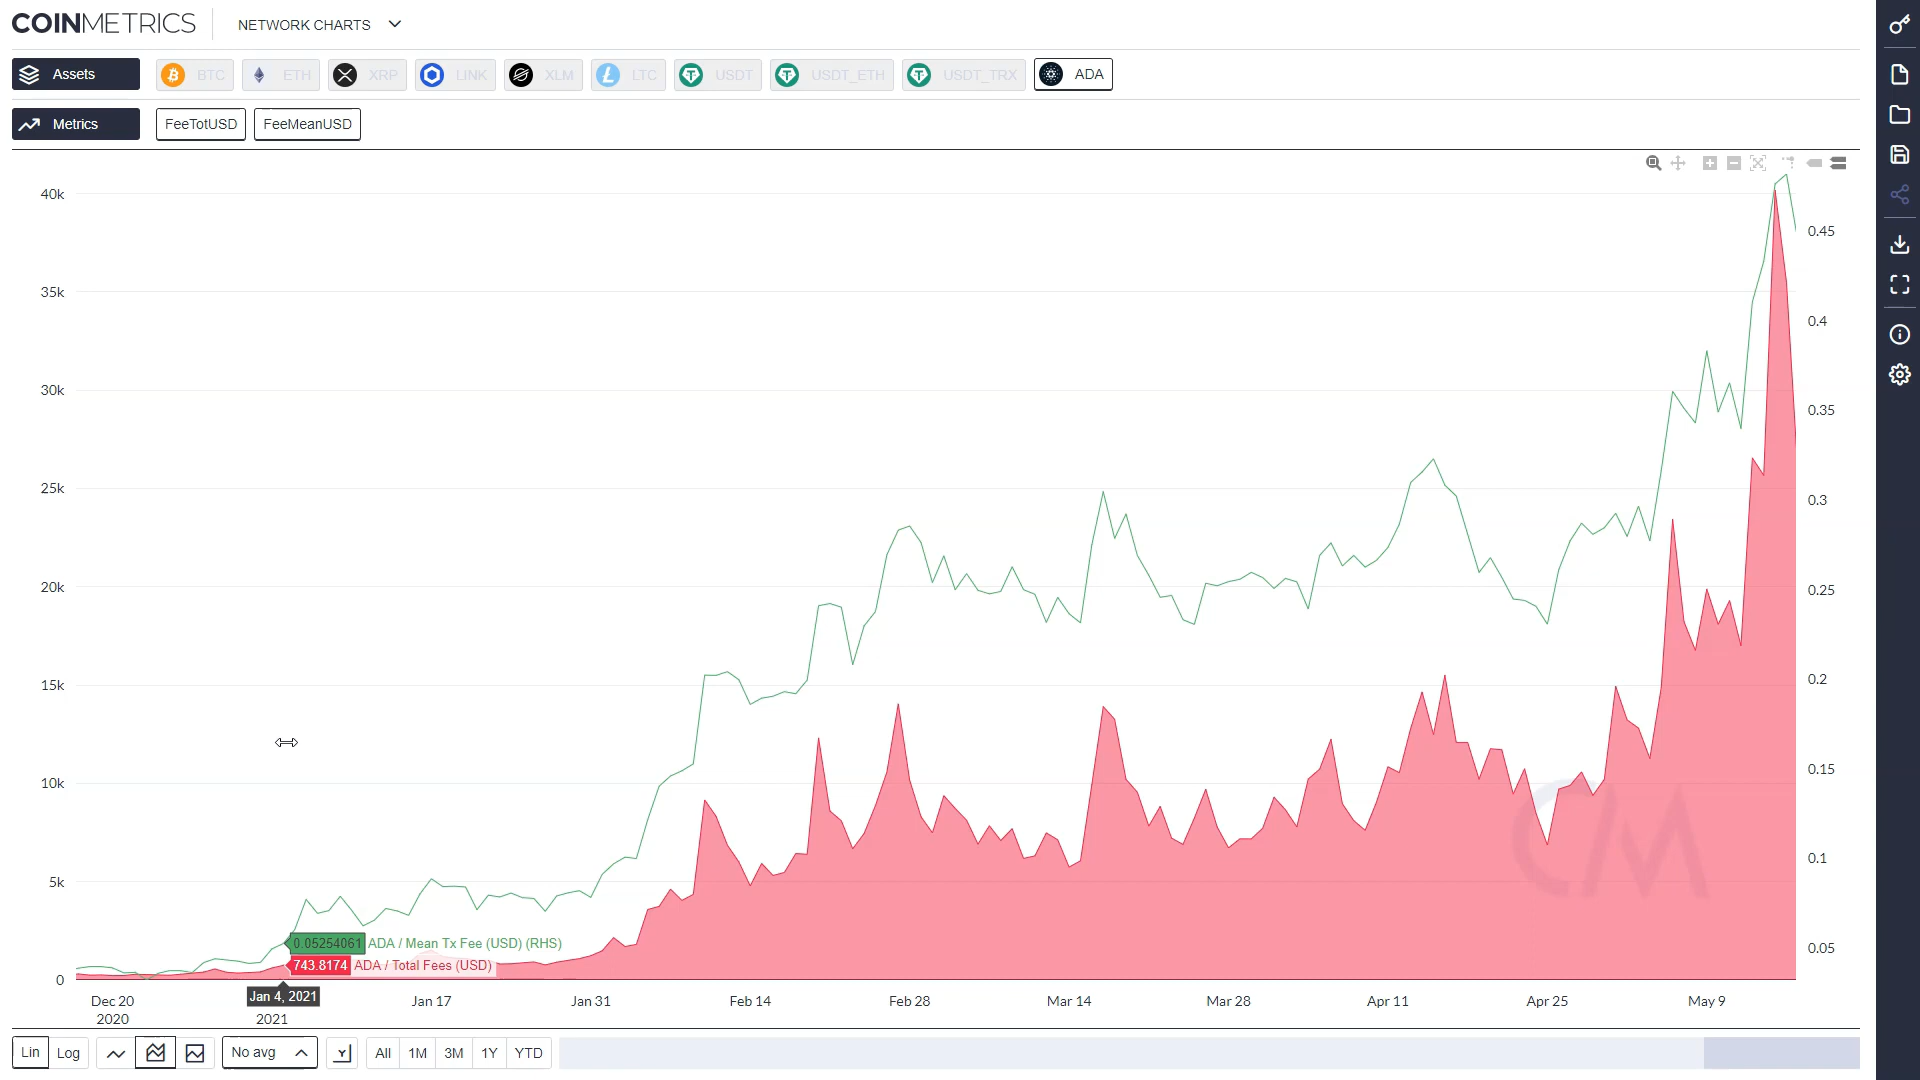 COINMETRICS NETWORK CHARTS
Assets BTC ETH XRP LINK XLM LTC USDT USDT_ETH USDT_TRX ADA
Metrics FeeTotUSD FeeMeanUSD
40k
35k
30k
25k
20k
15k
10k
5k
0
0.45
0.4
0.35
0.3
0.25
0.2
0.15
0.1
0.05
0.05254061 ADA / Mean Tx Fee (USD) (RHS)
743.8174 ADA / Total Fees (USD)
CM
Jan 4, 2021
Dec 20 Jan 17 Jan 31 Feb 14 Feb 28 Mar 14 Mar 28 Apr 11 Apr 25 May 9
2020 2021
Lin Log No avg All 1M 3M 1Y YTD